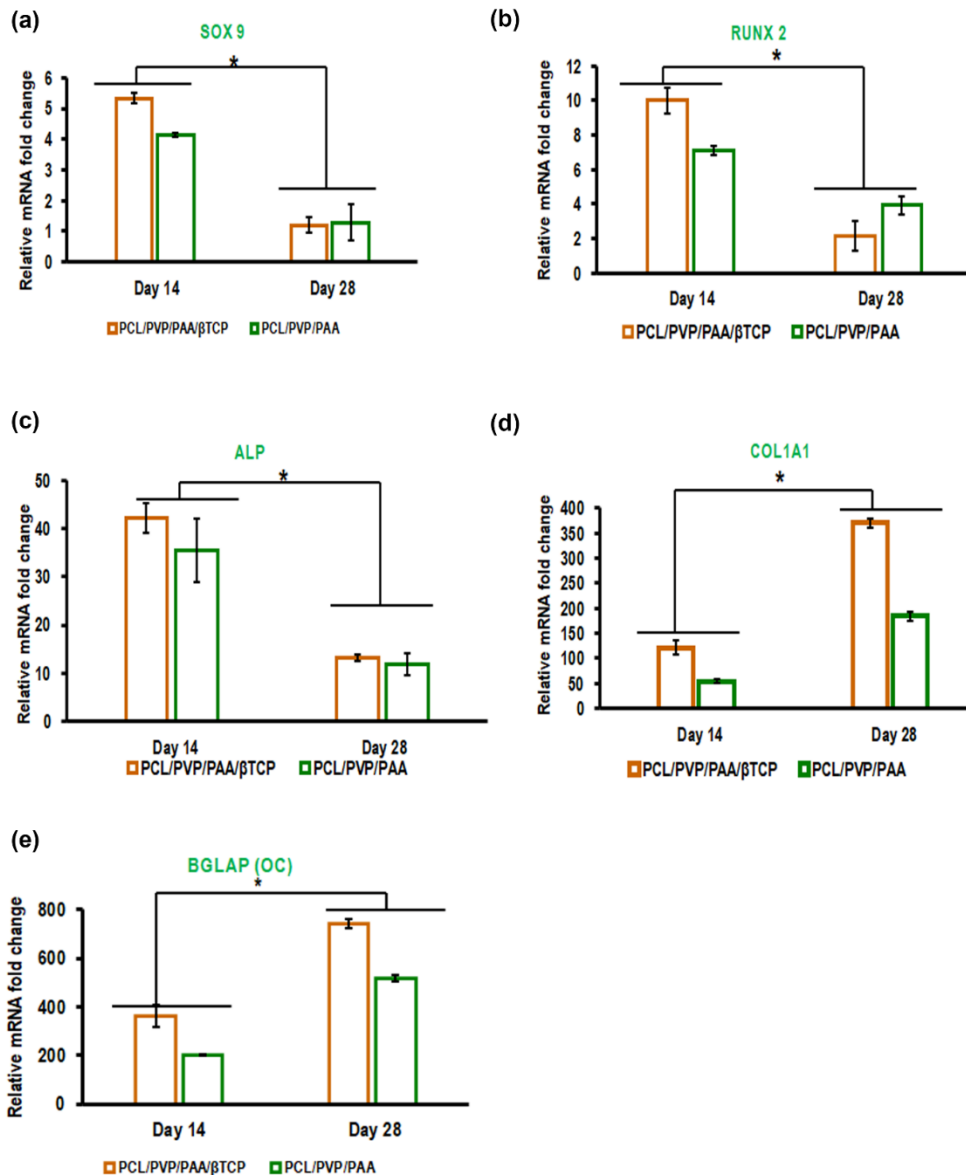 (a)
SOX 9
*
Relative mRNA fold change
6
5
4
3
2
1
0
Day 14 Day 28
PCL/PVP/PAA/βTCP PCL/PVP/PAA
(b)
RUNX 2
*
Relative mRNA fold change
12
10
8
6
4
2
0
Day 14 Day 28
PCL/PVP/PAA/βTCP PCL/PVP/PAA
(c)
ALP
*
Relative mRNA fold change
50
40
30
20
10
0
Day 14 Day 28
PCL/PVP/PAA/βTCP PCL/PVP/PAA
(d)
COL1A1
*
Relative mRNA fold change
400
350
300
250
200
150
100
50
0
Day 14 Day 28
PCL/PVP/PAA/βTCP PCL/PVP/PAA
(e)
BGLAP (OC)
*
Relative mRNA fold change
800
600
400
200
0
Day 14 Day 28
PCL/PVP/PAA/βTCP PCL/PVP/PAA